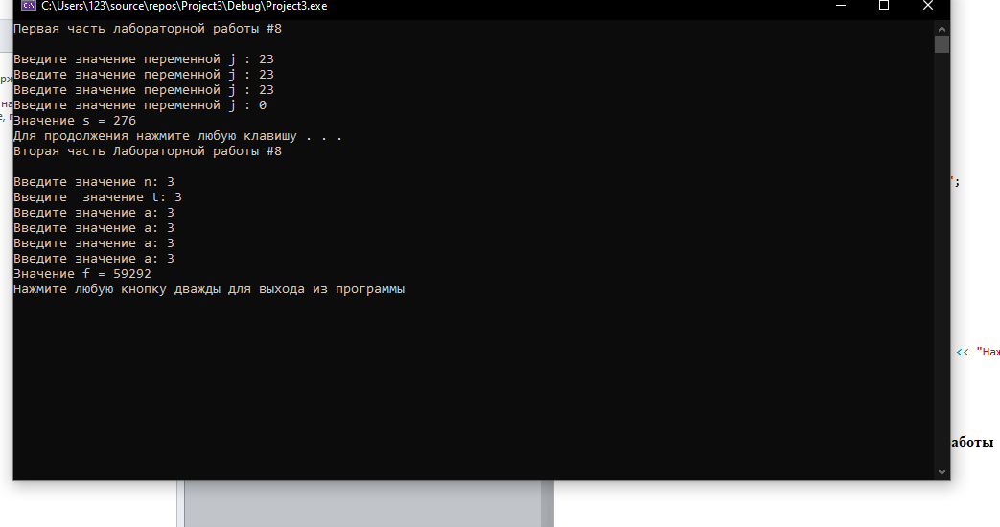 C:\Users\123\source\repos\Project3\Debug\Project3.exe
Первая часть лабораторной работы #8
Введите значение переменной j : 23
Введите значение переменной j : 23
Введите значение переменной j : 23
Введите значение переменной j : 0
Значение s = 276
Для продолжения нажмите любую клавишу . . .
Вторая часть Лабораторной работы #8
Введите значение n: 3
Введите  значение t: 3
Введите значение a: 3
Введите значение a: 3
Введите значение a: 3
Введите значение a: 3
Значение f = 59292
Нажмите любую кнопку дважды для выхода из программы
";
<< "Наж
аботы